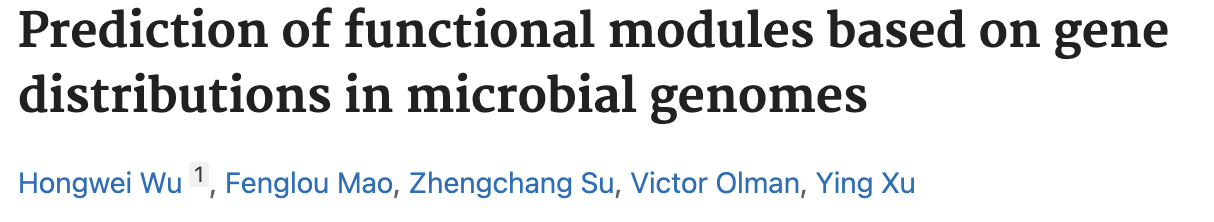 Prediction of functional modules based on gene
distributions in microbial genomes
Hongwei Wu 1, Fenglou Mao, Zhengchang Su, Victor Olman, Ying Xu